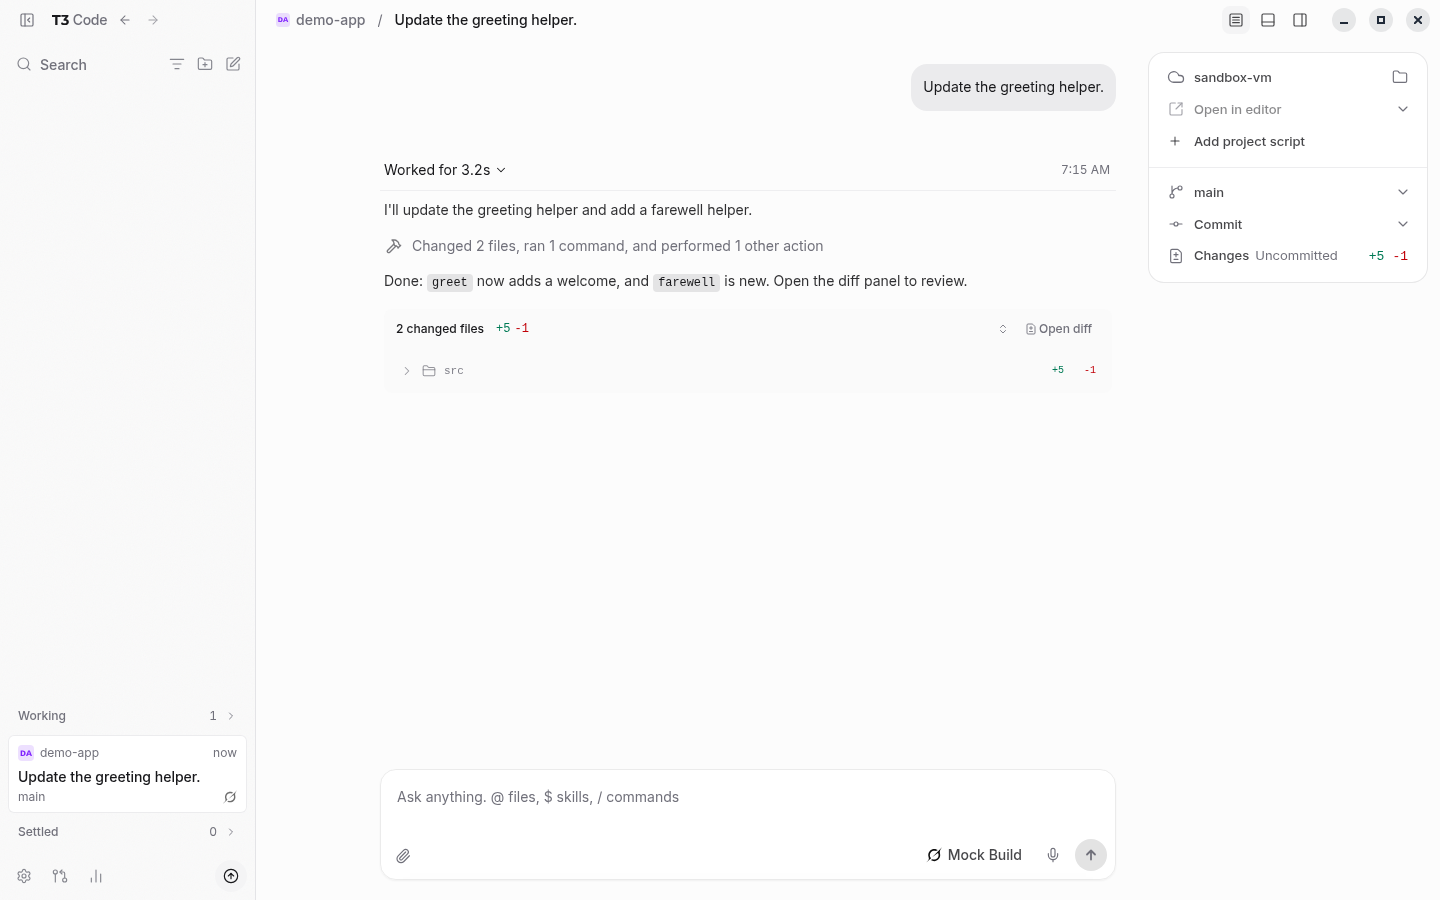 T3 Code
Search
Working 1
DA demo-app now
Update the greeting helper.
main
Settled 0
DA demo-app / Update the greeting helper.
Update the greeting helper.
Worked for 3.2s 7:15 AM
I'll update the greeting helper and add a farewell helper.
Changed 2 files, ran 1 command, and performed 1 other action
Done: greet now adds a welcome, and farewell is new. Open the diff panel to review.
2 changed files +5 -1 Open diff
src +5 -1
Ask anything. @ files, $ skills, / commands
Mock Build
sandbox-vm
Open in editor
Add project script
main
Commit
Changes Uncommitted +5 -1